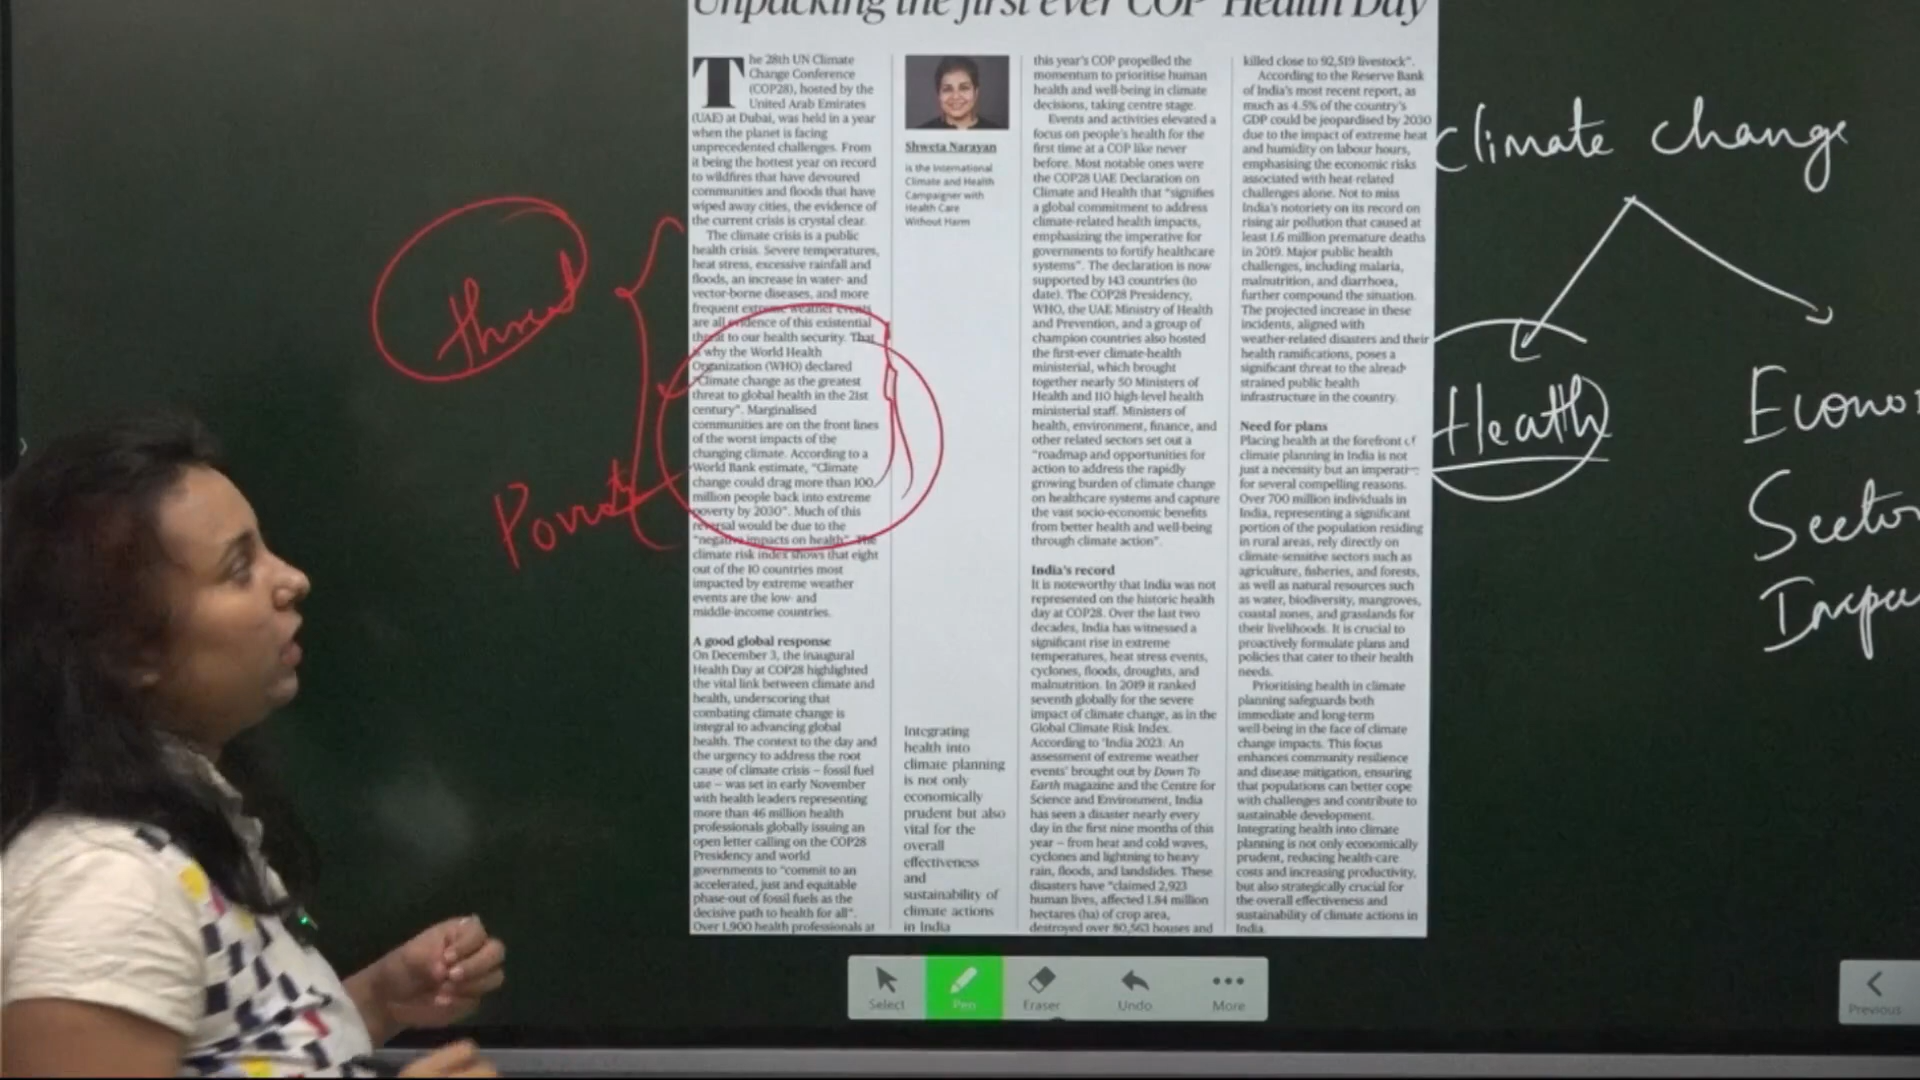 Unpacking the first ever COP 'Health Day'
The 28th UN Climate
Change Conference
(COP28), hosted by the
United Arab Emirates
(UAE) at Dubai, was held in a year
when the planet is facing
unprecedented challenges. From
it being the hottest year on record
to wildfires that have devoured
communities and floods that have
wiped away cities, the evidence of
the current crisis is crystal clear.
The climate crisis is a public
health crisis. Severe temperatures,
heat stress, excessive rainfall and
floods, an increase in water- and
vector-borne diseases, and more
frequent extreme weather events
are all evidence of this existential
threat to our health security. That
is why the World Health
Organization (WHO) declared
"Climate change as the greatest
threat to global health in the 21st
century". Marginalised
communities are on the front lines
of the worst impacts of the
changing climate. According to a
World Bank estimate, "Climate
change could drag more than 100
million people back into extreme
poverty by 2030". Much of this
reversal would be due to the
"negative impacts on health". The
climate risk index shows that eight
out of the 10 countries most
impacted by extreme weather
events are the low- and
middle-income countries.
A good global response
On December 3, the inaugural
Health Day at COP28 highlighted
the vital link between climate and
health, underscoring that
combating climate change is
integral to advancing global
health. The context to the day and
the urgency to address the root
cause of climate crisis – fossil fuel
use – was set in early November
with health leaders representing
more than 46 million health
professionals globally issuing an
open letter calling on the COP28
Presidency and world
governments to "commit to an
accelerated, just and equitable
phase-out of fossil fuels as the
decisive path to health for all".
Over 1,900 health professionals at
Shweta Narayan
is the International
Climate and Health
Campaigner with
Health Care
Without Harm
Integrating
health into
climate planning
is not only
economically
prudent but also
vital for the
overall
effectiveness
and
sustainability of
climate actions
in India
this year's COP propelled the
momentum to prioritise human
health and well-being in climate
decisions, taking centre stage.
Events and activities elevated a
focus on people's health for the
first time at a COP like never
before. Most notable ones were
the COP28 UAE Declaration on
Climate and Health that "signifies
a global commitment to address
climate-related health impacts,
emphasizing the imperative for
governments to fortify healthcare
systems". The declaration is now
supported by 143 countries (to
date). The COP28 Presidency,
WHO, the UAE Ministry of Health
and Prevention, and a group of
champion countries also hosted
the first-ever climate-health
ministerial, which brought
together nearly 50 Ministers of
Health and 110 high-level health
ministerial staff. Ministers of
health, environment, finance, and
other related sectors set out a
"roadmap and opportunities for
action to address the rapidly
growing burden of climate change
on healthcare systems and capture
the vast socio-economic benefits
from better health and well-being
through climate action".
India's record
It is noteworthy that India was not
represented on the historic health
day at COP28. Over the last two
decades, India has witnessed a
significant rise in extreme
temperatures, heat stress events,
cyclones, floods, droughts, and
malnutrition. In 2019 it ranked
seventh globally for the severe
impact of climate change, as in the
Global Climate Risk Index.
According to 'India 2023: An
assessment of extreme weather
events' brought out by Down To
Earth magazine and the Centre for
Science and Environment, India
has seen a disaster nearly every
day in the first nine months of this
year – from heat and cold waves,
cyclones and lightning to heavy
rain, floods, and landslides. These
disasters have "claimed 2,923
human lives, affected 1.84 million
hectares (ha) of crop area,
destroyed over 80,563 houses and
killed close to 92,519 livestock".
According to the Reserve Bank
of India's most recent report, as
much as 4.5% of the country's
GDP could be jeopardised by 2030
due to the impact of extreme heat
and humidity on labour hours,
emphasising the economic risks
associated with heat-related
challenges alone. Not to miss
India's notoriety on its record on
rising air pollution that caused at
least 1.6 million premature deaths
in 2019. Major public health
challenges, including malaria,
malnutrition, and diarrhoea,
further compound the situation.
The projected increase in these
incidents, aligned with
weather-related disasters and their
health ramifications, poses a
significant threat to the already
strained public health
infrastructure in the country.
Need for plans
Placing health at the forefront of
climate planning in India is not
just a necessity but an imperative
for several compelling reasons.
Over 700 million individuals in
India, representing a significant
portion of the population residing
in rural areas, rely directly on
climate-sensitive sectors such as
agriculture, fisheries, and forests,
as well as natural resources such
as water, biodiversity, mangroves,
coastal zones, and grasslands for
their livelihoods. It is crucial to
proactively formulate plans and
policies that cater to their health
needs.
Prioritising health in climate
planning safeguards both
immediate and long-term
well-being in the face of climate
change impacts. This focus
enhances community resilience
and disease mitigation, ensuring
that populations can better cope
with challenges and contribute to
sustainable development.
Integrating health into climate
planning is not only economically
prudent, reducing health-care
costs and increasing productivity,
but also strategically crucial for
the overall effectiveness and
sustainability of climate actions in
India.
Climate change
Health
Econo
Sector
Impa
Select
Pen
Eraser
Undo
More
Previous